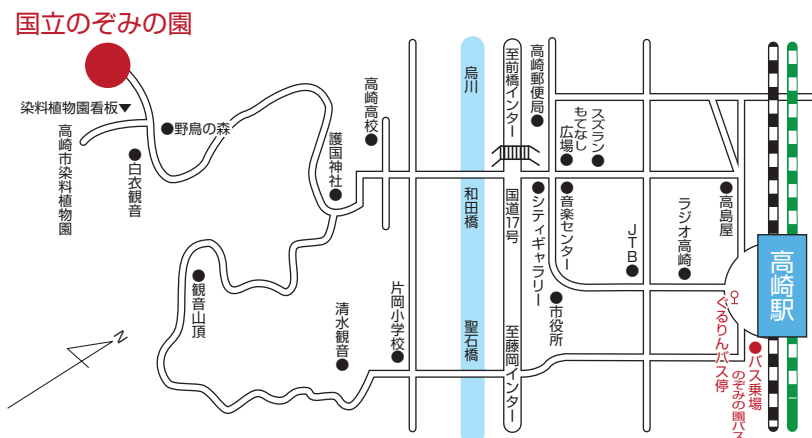 国立のぞみの園
染料植物園看板▼
高崎市染料植物園
野鳥の森
白衣観音
護国神社
高崎高校
観音山頂
清水観音
片岡小学校
烏川
和田橋
聖石橋
至前橋インター
国道17号
至藤岡インター
高崎郵便局
もてなし広場
スズラン
シティギャラリー
音楽センター
市役所
JTB
ラジオ高崎
高島屋
高崎駅
ぐるりんバス停
バス乗場
のぞみの園バス
N